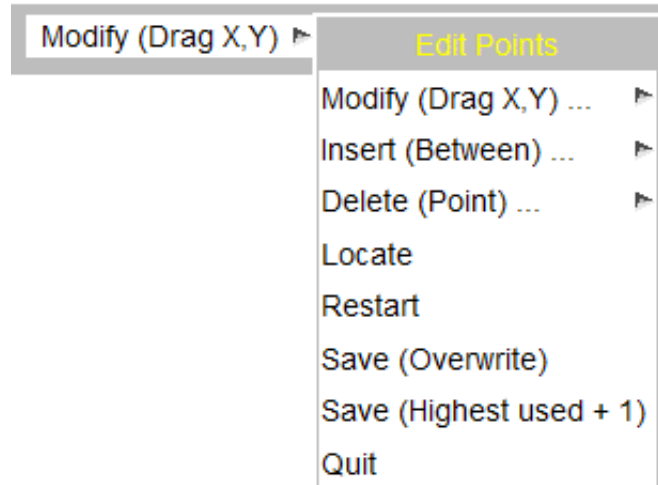 Modify (Drag X,Y)
Edit Points
Modify (Drag X,Y) ...
Insert (Between) ...
Delete (Point) ...
Locate
Restart
Save (Overwrite)
Save (Highest used + 1)
Quit